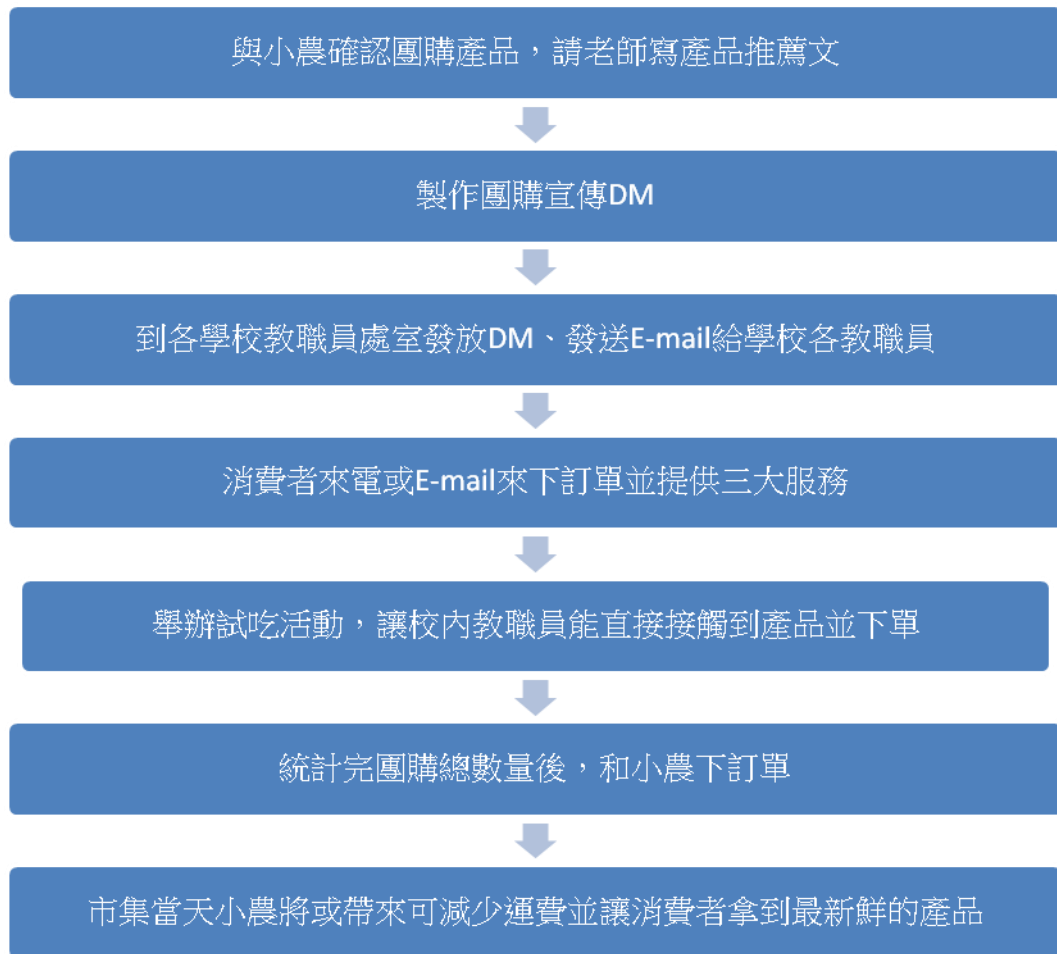 與小農確認團購產品，請老師寫產品推薦文
製作團購宣傳DM
到各學校教職員處室發放DM、發送E-mail給學校各教職員
消費者來電或E-mail來下訂單並提供三大服務
舉辦試吃活動，讓校內教職員能直接接觸到產品並下單
統計完團購總數量後，和小農下訂單
市集當天小農將或帶來可減少運費並讓消費者拿到最新鮮的產品